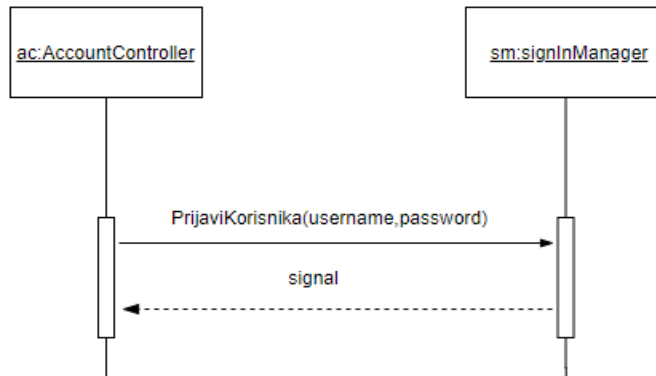 ac:AccountController
sm:signInManager
PrijaviKorisnika(username,password)
signal